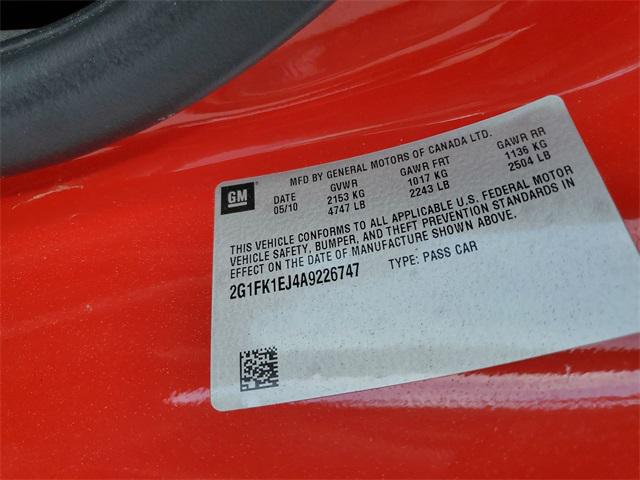 GM
MFD BY GENERAL MOTORS OF CANADA LTD.
DATE GVWR GAWR FRT GAWR RR
05/10 2153 KG 1017 KG 1136 KG
4747 LB 2243 LB 2504 LB
THIS VEHICLE CONFORMS TO ALL APPLICABLE U.S. FEDERAL MOTOR
VEHICLE SAFETY, BUMPER, AND THEFT PREVENTION STANDARDS IN
EFFECT ON THE DATE OF MANUFACTURE SHOWN ABOVE.
2G1FK1EJ4A9226747 TYPE: PASS CAR